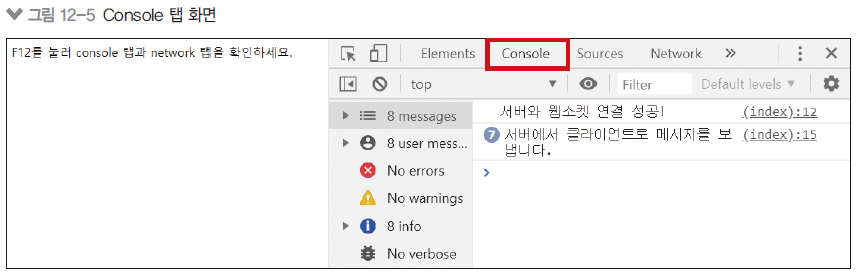 그림 12-5 Console 탭 화면
F12를 눌러 console 탭과 network 탭을 확인하세요.
Elements Console Sources Network »
top Filter Default levels
8 messages
8 user mess...
No errors
No warnings
8 info
No verbose
서버와 웹소켓 연결 성공! (index):12
7 서버에서 클라이언트로 메시지를 보 (index):15
냅니다.
>